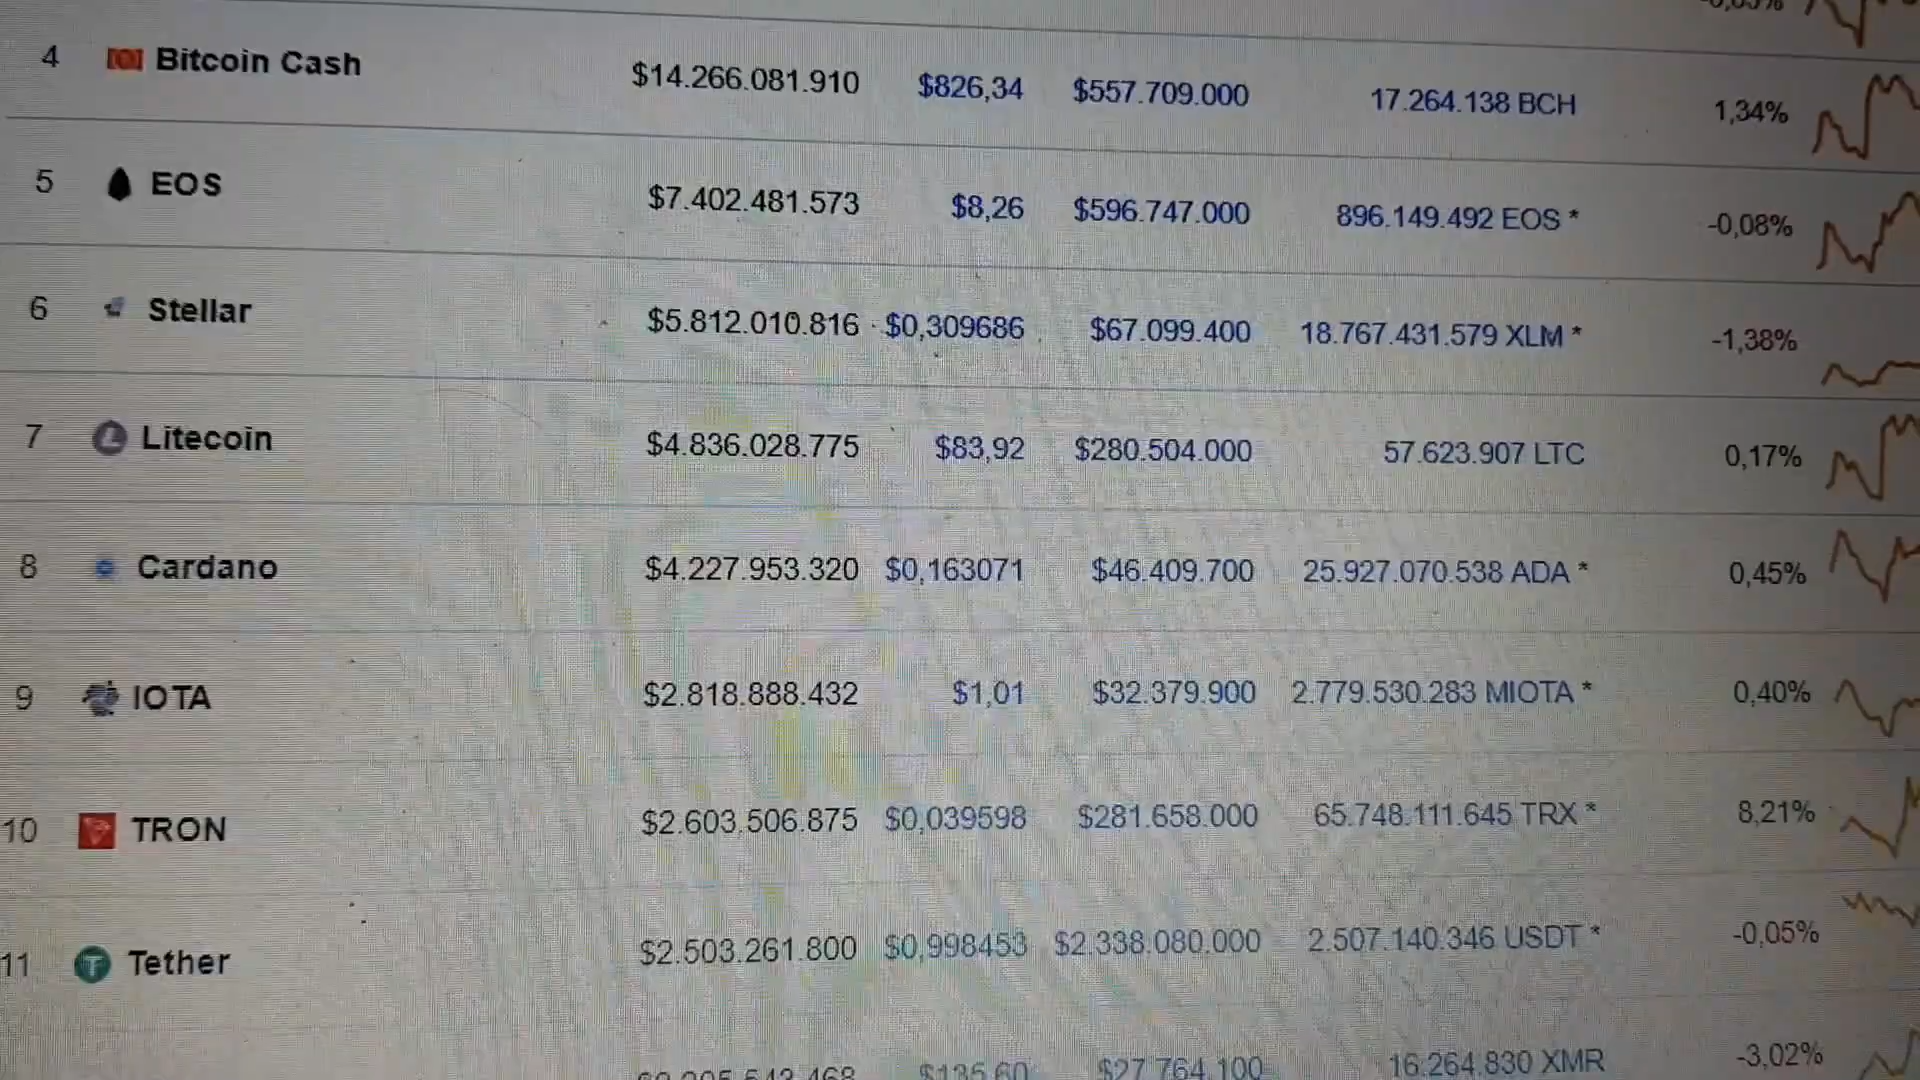 4 Bitcoin Cash $14.266.081.910 $826,34 $557.709.000 17.264.138 BCH 1,34%
5 EOS $7.402.481.573 $8,26 $596.747.000 896.149.492 EOS * -0,08%
6 Stellar $5.812.010.816 $0,309686 $67.099.400 18.767.431.579 XLM * -1,38%
7 Litecoin $4.836.028.775 $83,92 $280.504.000 57.623.907 LTC 0,17%
8 Cardano $4.227.953.320 $0,163071 $46.409.700 25.927.070.538 ADA * 0,45%
9 IOTA $2.818.888.432 $1,01 $32.379.900 2.779.530.283 MIOTA * 0,40%
10 TRON $2.603.506.875 $0,039598 $281.658.000 65.748.111.645 TRX * 8,21%
11 Tether $2.503.261.800 $0,998453 $2.338.080.000 2.507.140.346 USDT * -0,05%
$135,60 $27.764.100 16.264.830 XMR -3,02%